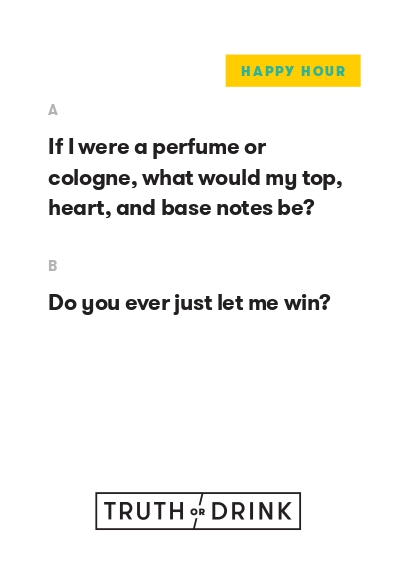 HAPPY HOUR
A
If I were a perfume or
cologne, what would my top,
heart, and base notes be?
B
Do you ever just let me win?
TRUTH OR DRINK